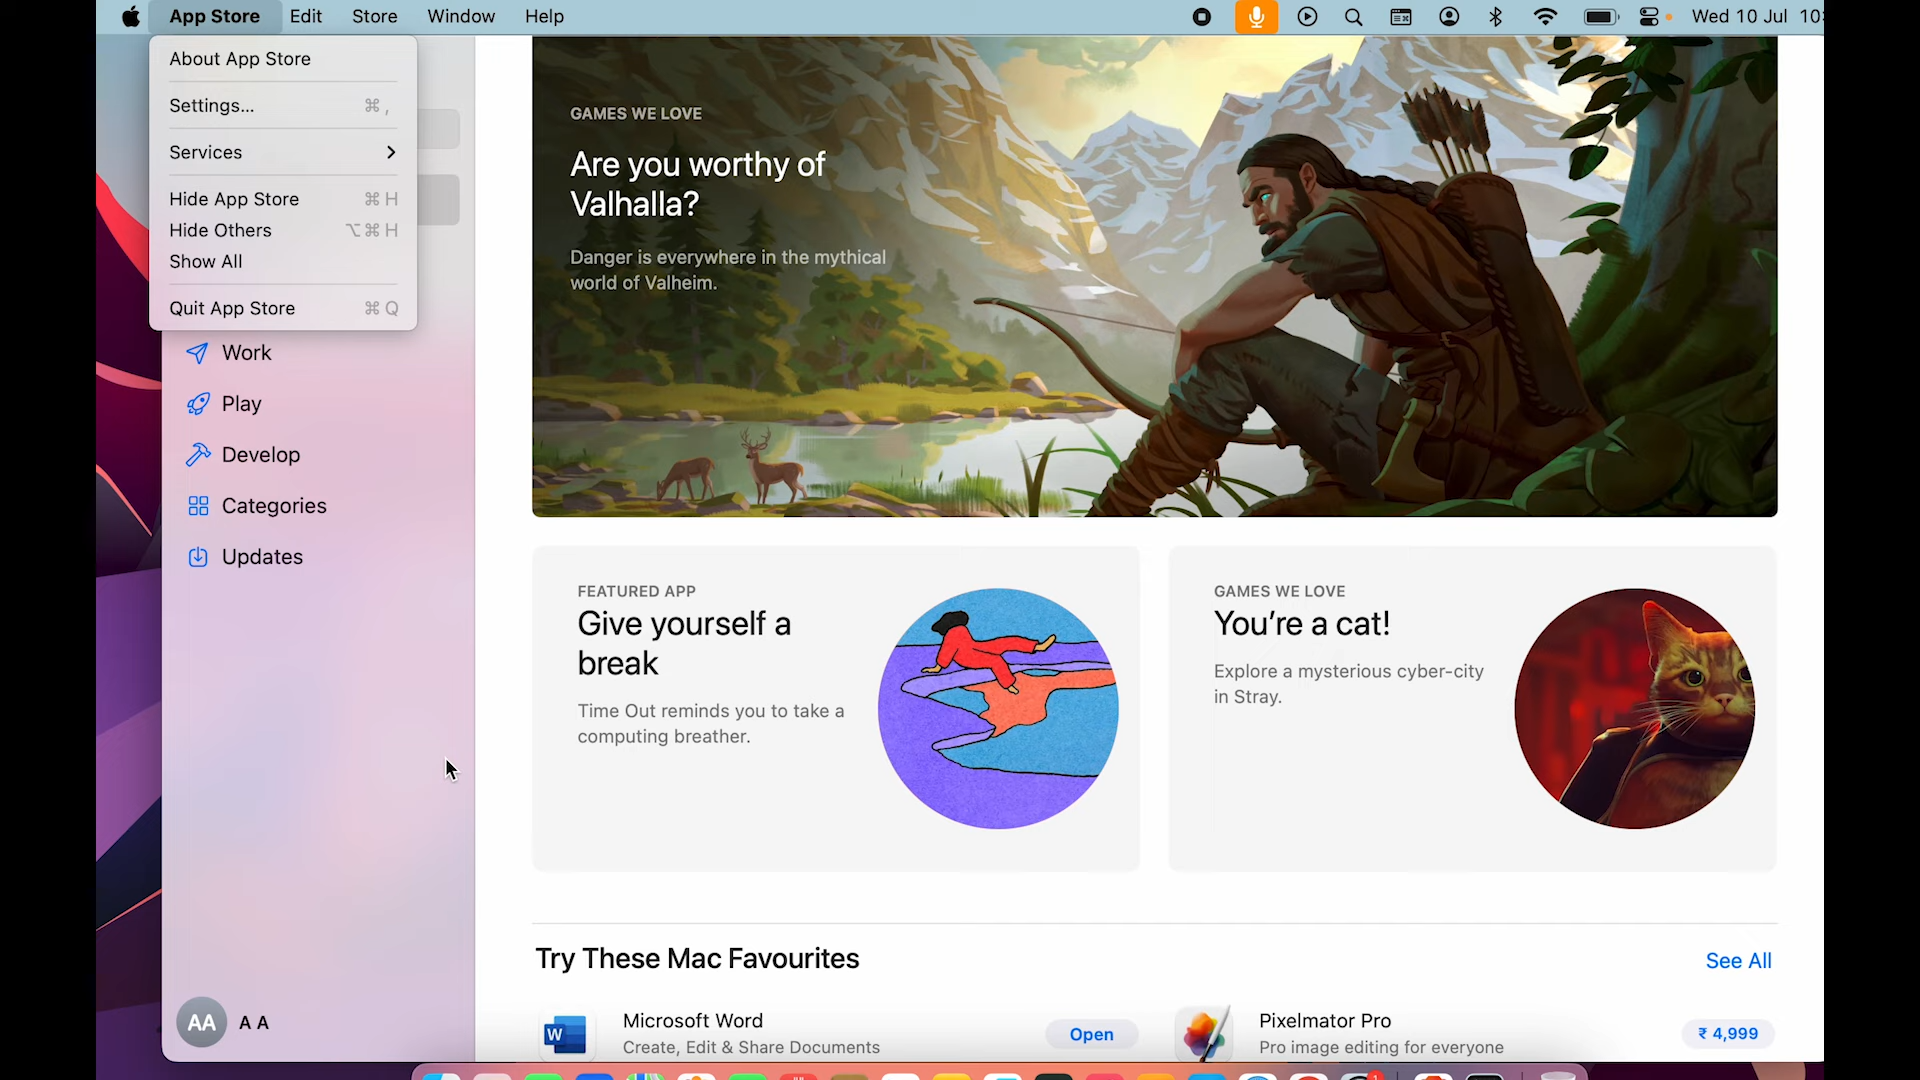 App Store Edit Store Window Help Wed 10 Jul 10:
About App Store
Settings... ⌘ ,
Services
Hide App Store ⌘ H
Hide Others ⌥ ⌘ H
Show All
Quit App Store ⌘ Q
Work
Play
Develop
Categories
Updates
AA A A
GAMES WE LOVE
Are you worthy of
Valhalla?
Danger is everywhere in the mythical
world of Valheim.
FEATURED APP
Give yourself a
break
Time Out reminds you to take a
computing breather.
GAMES WE LOVE
You're a cat!
Explore a mysterious cyber-city
in Stray.
Try These Mac Favourites See All
W
Microsoft Word
Create, Edit & Share Documents
Open
Pixelmator Pro
Pro image editing for everyone
₹ 4,999